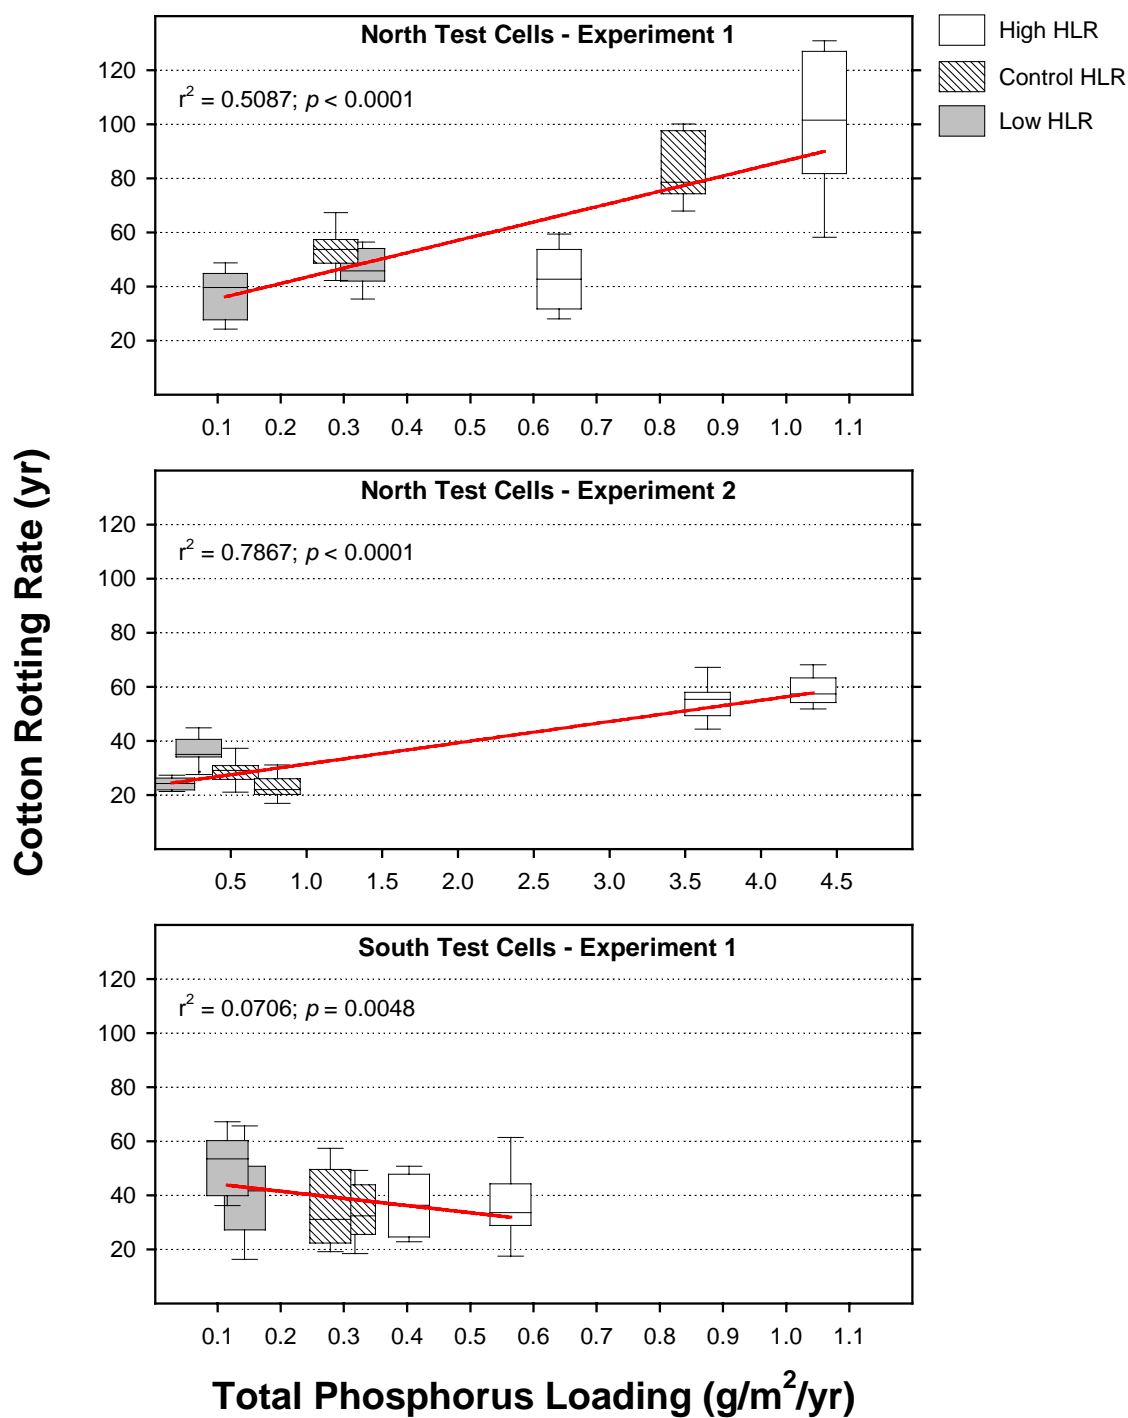 North Test Cells - Experiment 1
r² = 0.5087; p < 0.0001
High HLR
Control HLR
Low HLR
120
100
80
60
40
20
0.1 0.2 0.3 0.4 0.5 0.6 0.7 0.8 0.9 1.0 1.1
Cotton Rotting Rate (yr)
North Test Cells - Experiment 2
r² = 0.7867; p < 0.0001
120
100
80
60
40
20
0.5 1.0 1.5 2.0 2.5 3.0 3.5 4.0 4.5
South Test Cells - Experiment 1
r² = 0.0706; p = 0.0048
120
100
80
60
40
20
0.1 0.2 0.3 0.4 0.5 0.6 0.7 0.8 0.9 1.0 1.1
Total Phosphorus Loading (g/m²/yr)